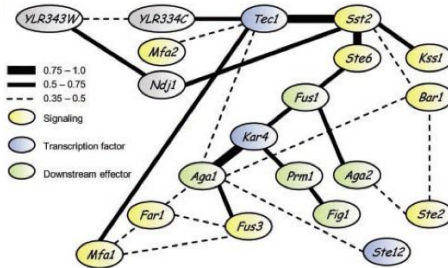 YLR343W
YLR334C
Tec1
Sst2
Mfa2
Ste6
Kss1
Ndj1
0.75 – 1.0
0.5 – 0.75
0.35 – 0.5
Signaling
Transcription factor
Downstream effector
Fus1
Bar1
Kar4
Aga1
Prm1
Aga2
Far1
Fus3
Fig1
Ste2
Mfa1
Ste12